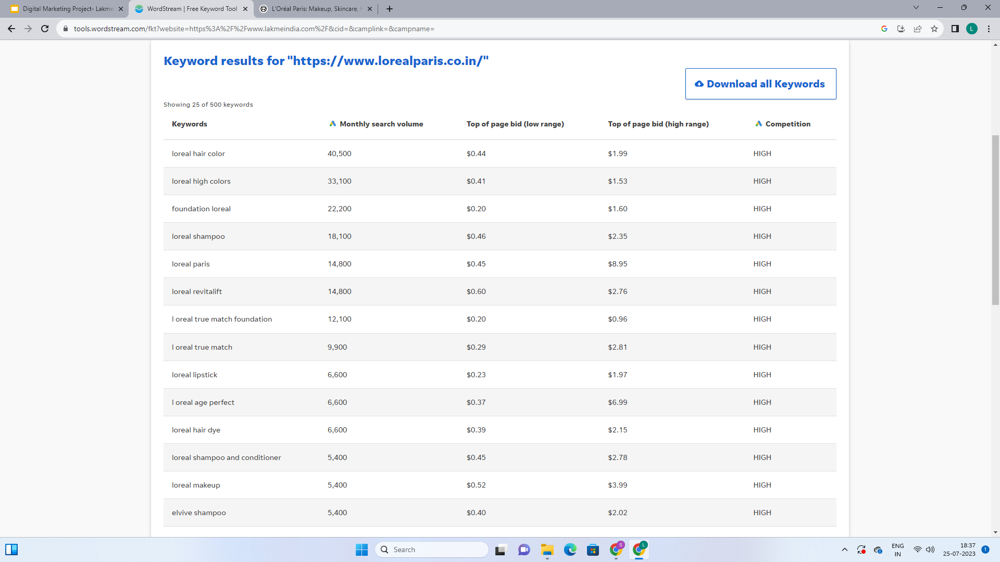 Digital Marketing Project- Lakme
WordStream | Free Keyword Tool
L'Oréal Paris: Makeup, Skincare,
tools.wordstream.com/fkt?website=https%3A%2F%2Fwww.lakmeindia.com%2F&cid=&camplink=&campname=
L
Keyword results for "https://www.lorealparis.co.in/"
Download all Keywords
Showing 25 of 500 keywords
Keywords Monthly search volume Top of page bid (low range) Top of page bid (high range) Competition
loreal hair color 40,500 $0.44 $1.99 HIGH
loreal high colors 33,100 $0.41 $1.53 HIGH
foundation loreal 22,200 $0.20 $1.60 HIGH
loreal shampoo 18,100 $0.46 $2.35 HIGH
loreal paris 14,800 $0.45 $8.95 HIGH
loreal revitalift 14,800 $0.60 $2.76 HIGH
l oreal true match foundation 12,100 $0.20 $0.96 HIGH
l oreal true match 9,900 $0.29 $2.81 HIGH
loreal lipstick 6,600 $0.23 $1.97 HIGH
l oreal age perfect 6,600 $0.37 $6.99 HIGH
loreal hair dye 6,600 $0.39 $2.15 HIGH
loreal shampoo and conditioner 5,400 $0.45 $2.78 HIGH
loreal makeup 5,400 $0.52 $3.99 HIGH
elvive shampoo 5,400 $0.40 $2.02 HIGH
Search
S
L
ENG
IN
18:37
25-07-2023
1